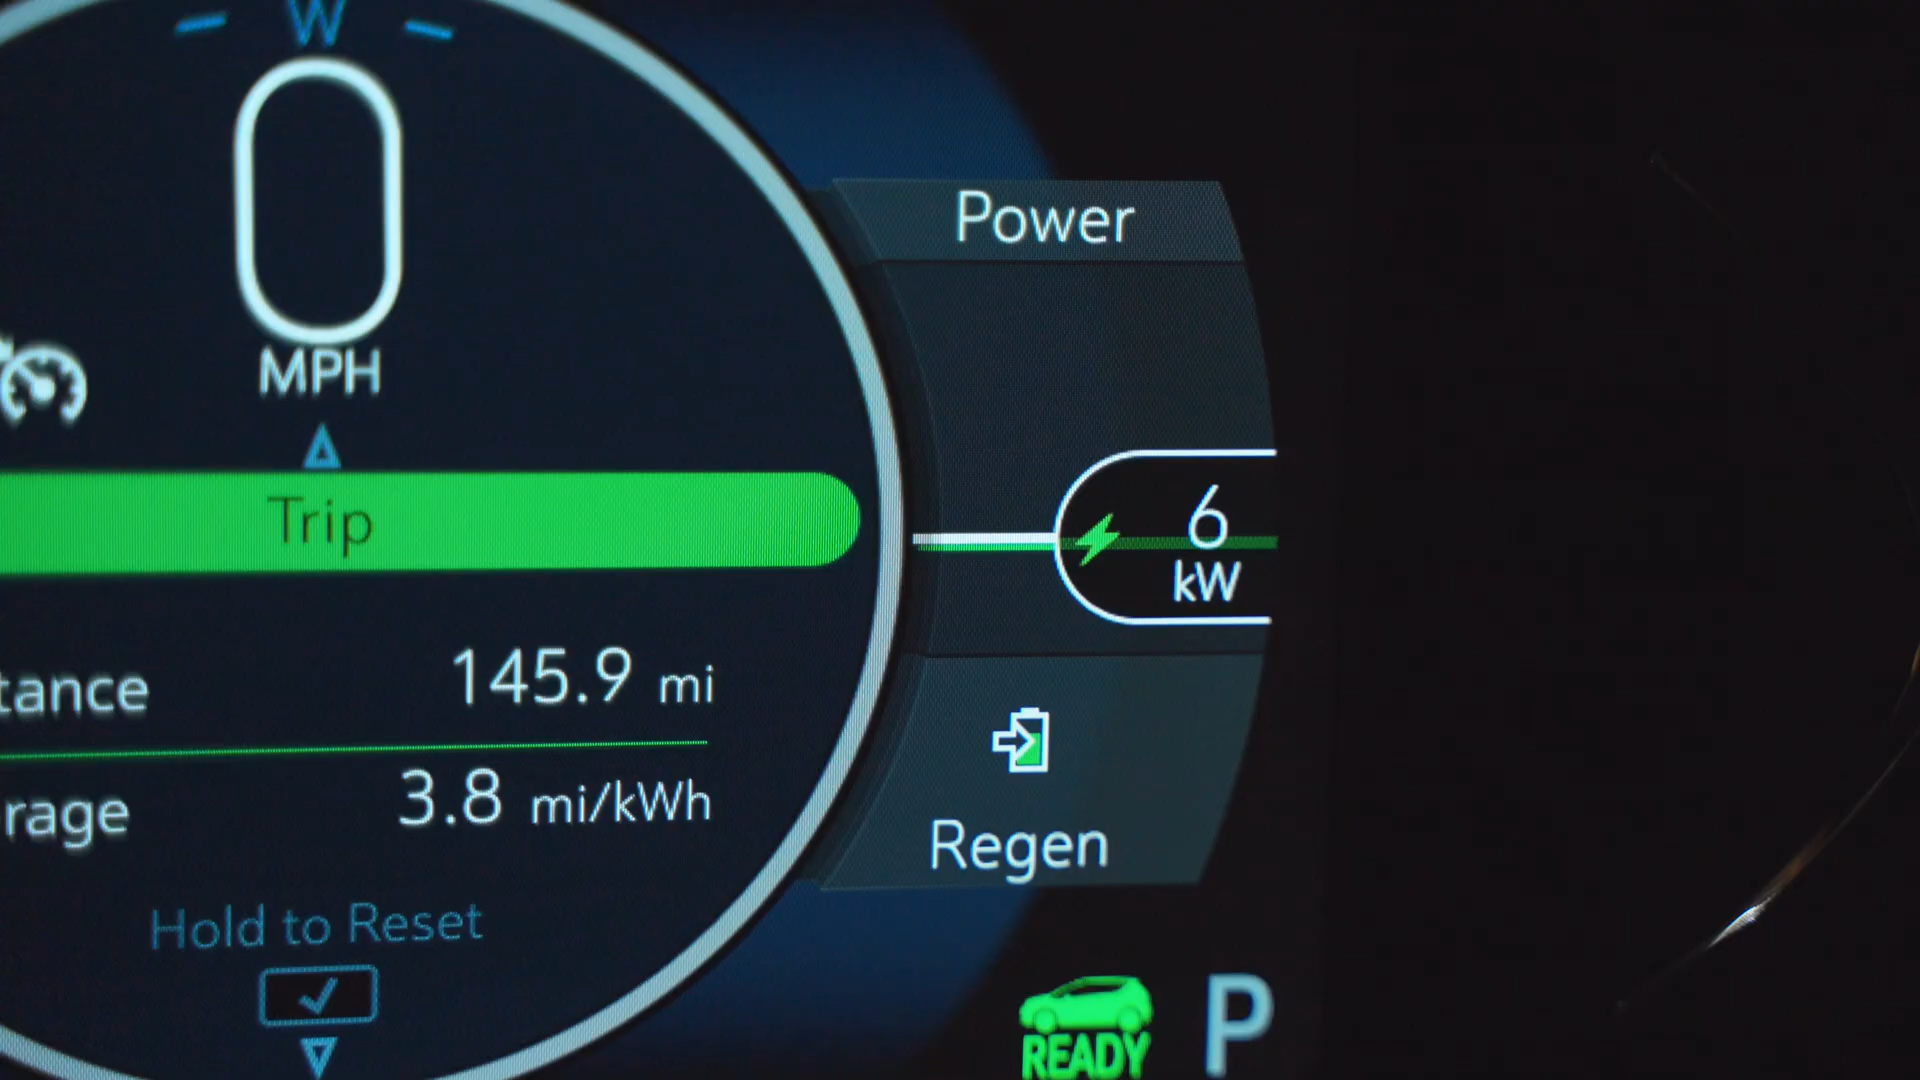 W
0
MPH
Trip
tance 145.9 mi
rage 3.8 mi/kWh
Hold to Reset
Power
6
kW
Regen
READY
P